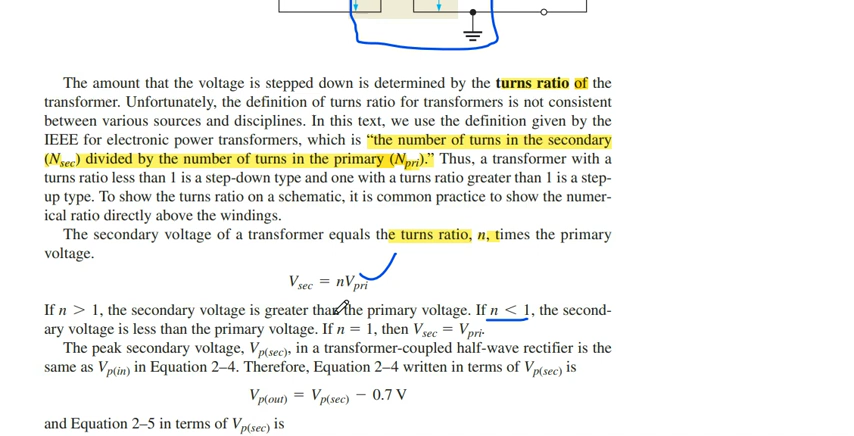 The amount that the voltage is stepped down is determined by the turns ratio of the
transformer. Unfortunately, the definition of turns ratio for transformers is not consistent
between various sources and disciplines. In this text, we use the definition given by the
IEEE for electronic power transformers, which is “the number of turns in the secondary
(Nsec) divided by the number of turns in the primary (Npri).” Thus, a transformer with a
turns ratio less than 1 is a step-down type and one with a turns ratio greater than 1 is a step-
up type. To show the turns ratio on a schematic, it is common practice to show the numer-
ical ratio directly above the windings.
The secondary voltage of a transformer equals the turns ratio, n, times the primary
voltage.
Vsec = nVpri
If n > 1, the secondary voltage is greater than the primary voltage. If n < 1, the second-
ary voltage is less than the primary voltage. If n = 1, then Vsec = Vpri.
The peak secondary voltage, Vp(sec), in a transformer-coupled half-wave rectifier is the
same as Vp(in) in Equation 2–4. Therefore, Equation 2–4 written in terms of Vp(sec) is
Vp(out) = Vp(sec) − 0.7 V
and Equation 2–5 in terms of Vp(sec) is